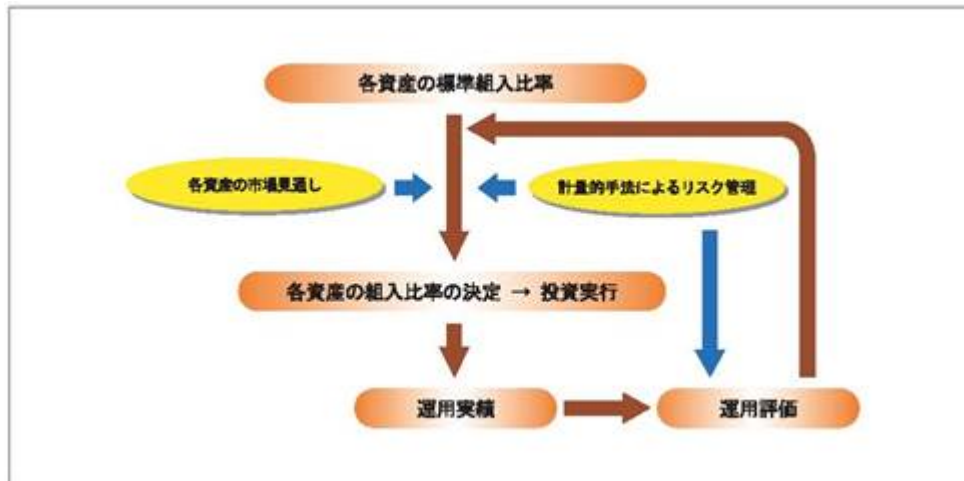 各資産の標準組入比率
各資産の市場見通し
計量的手法によるリスク管理
各資産の組入比率の決定 → 投資実行
運用実績
運用評価